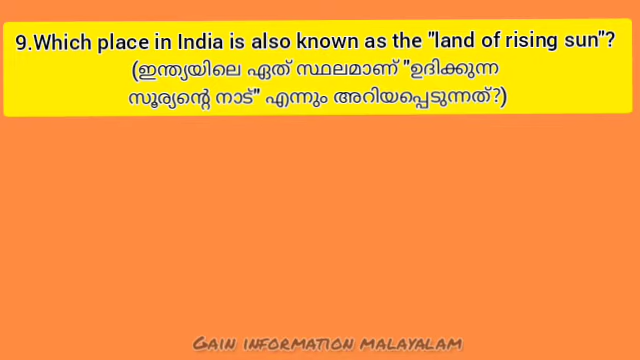 9.Which place in India is also known as the "land of rising sun"?
(ഇന്ത്യയിലെ ഏത് സ്ഥലമാണ് "ഉദിക്കുന്ന
സൂര്യന്റെ നാട്" എന്നും അറിയപ്പെടുന്നത്?)
Gain information malayalam